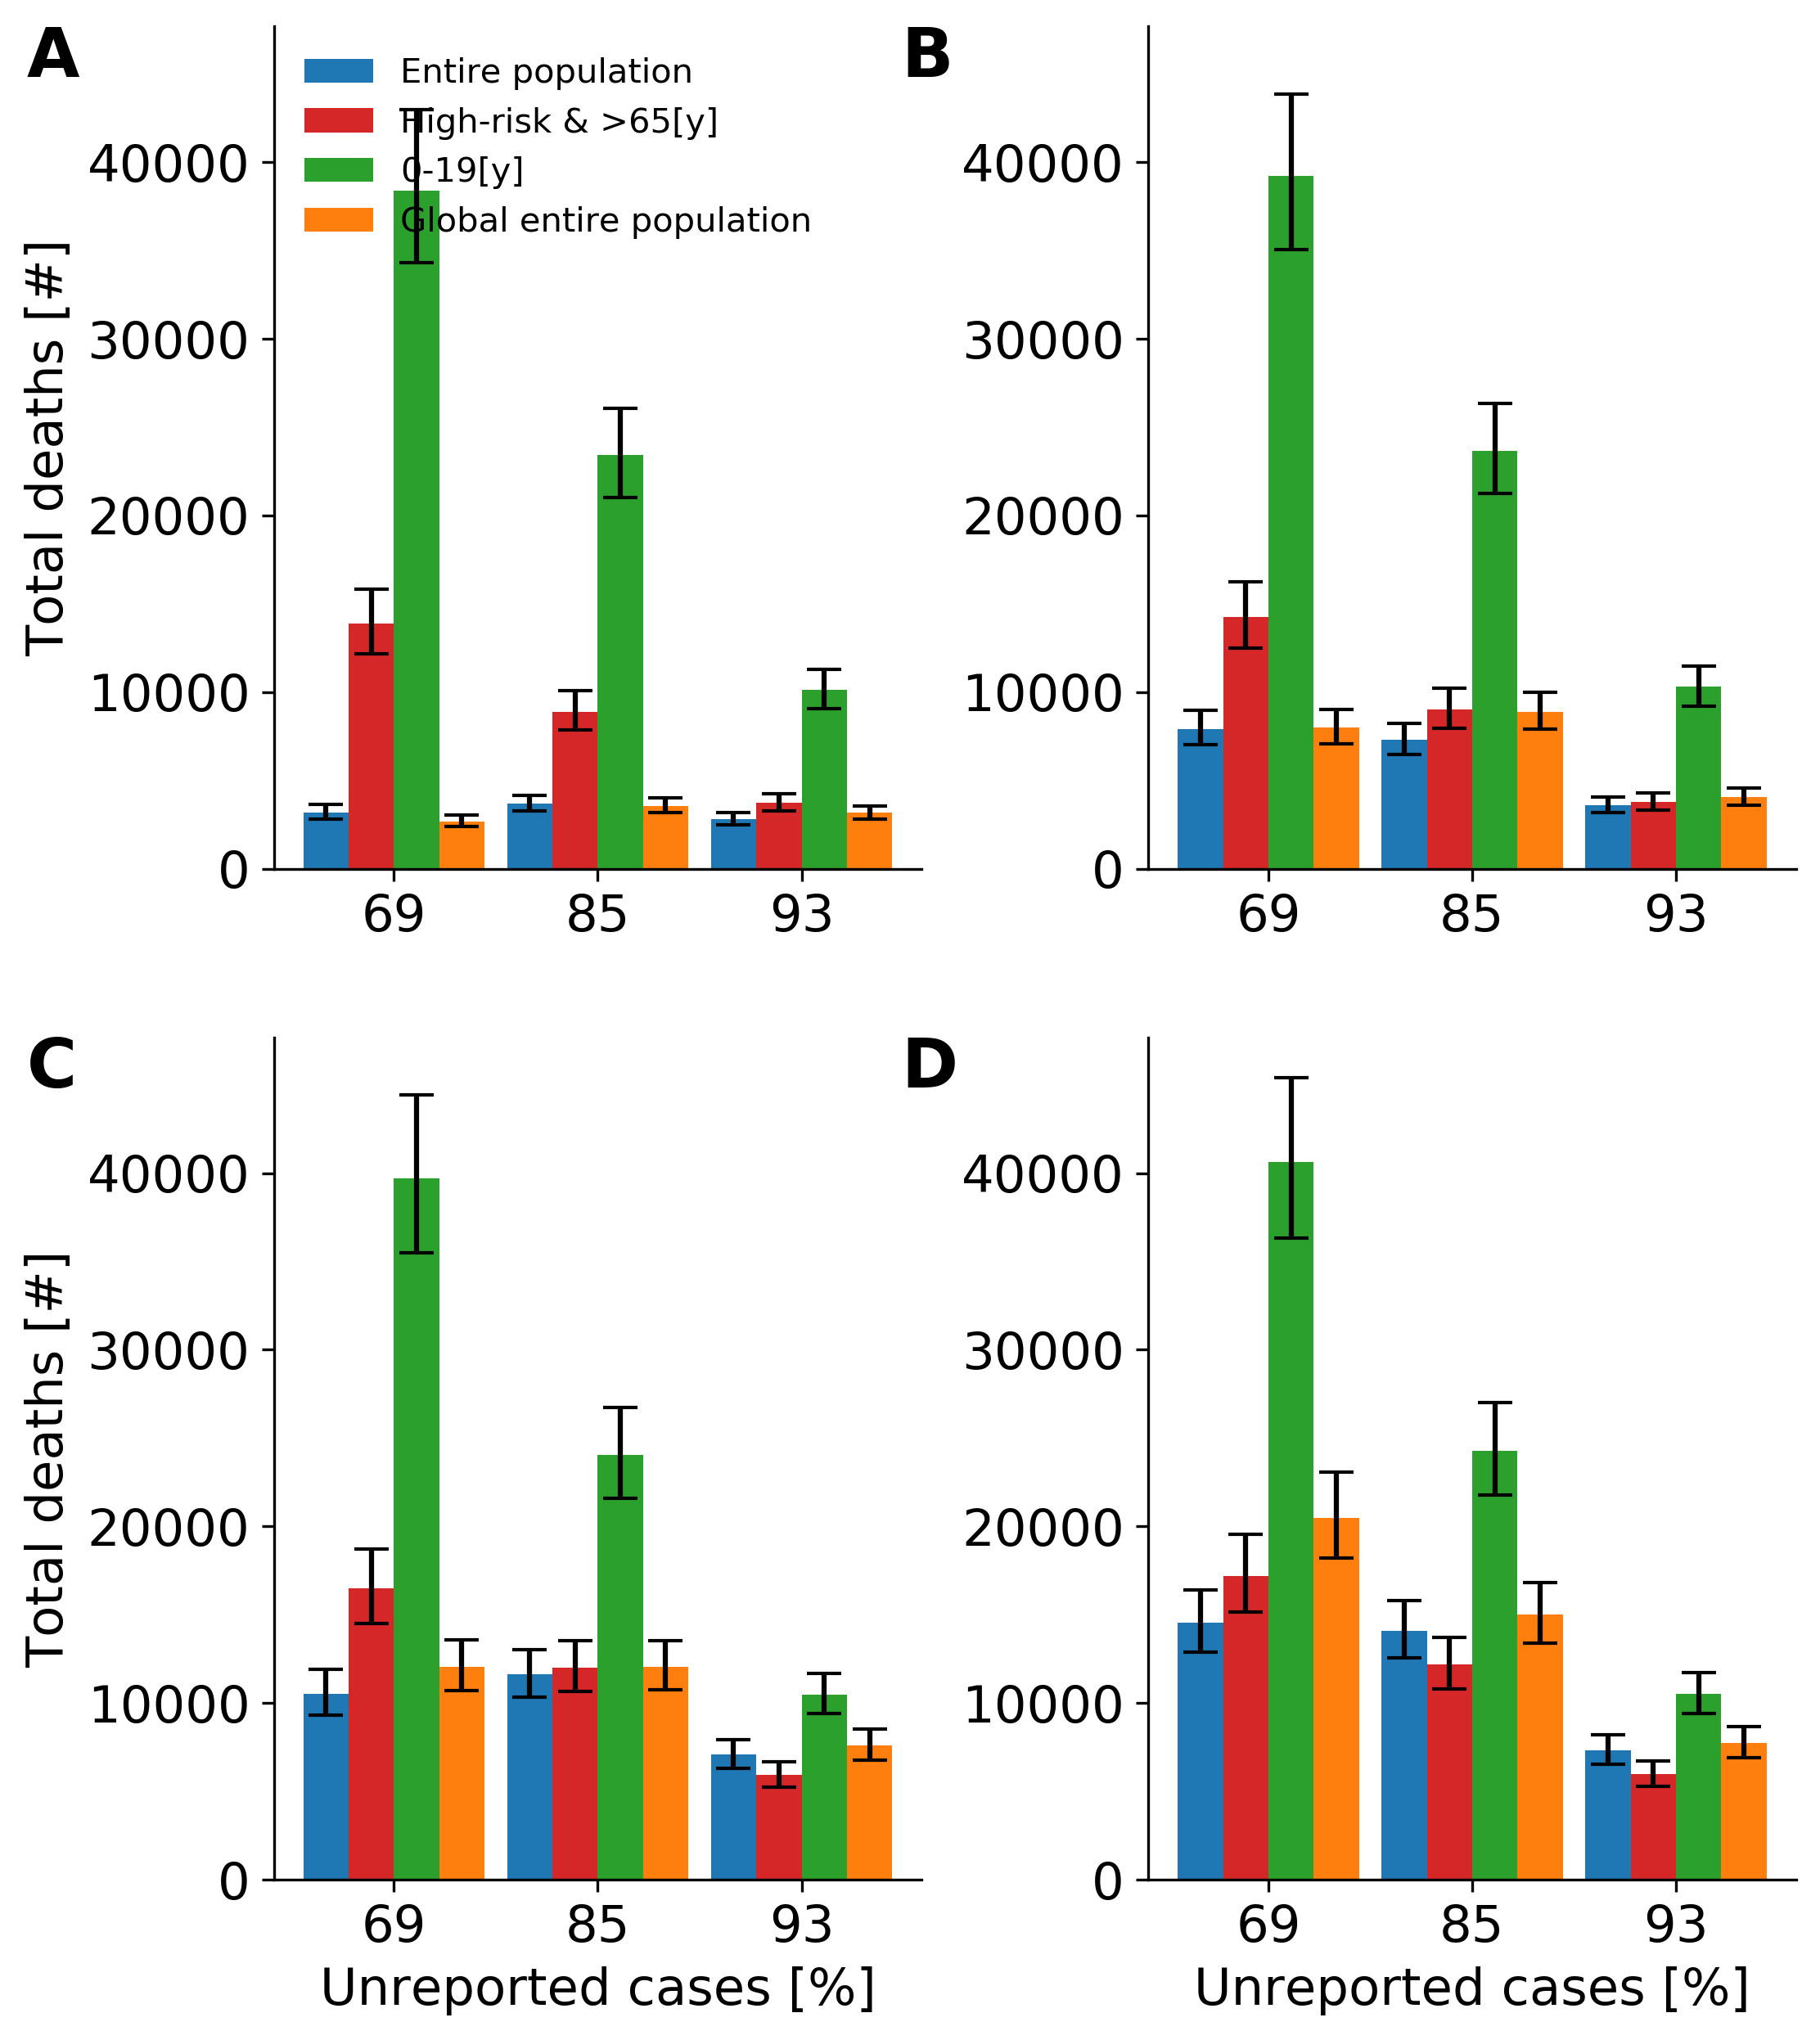 A
Entire population
High-risk & >65[y]
0-19[y]
Global entire population
Total deaths [#]
40000
30000
20000
10000
0
69 85 93
B
40000
30000
20000
10000
0
69 85 93
C
Total deaths [#]
40000
30000
20000
10000
0
69 85 93
Unreported cases [%]
D
40000
30000
20000
10000
0
69 85 93
Unreported cases [%]